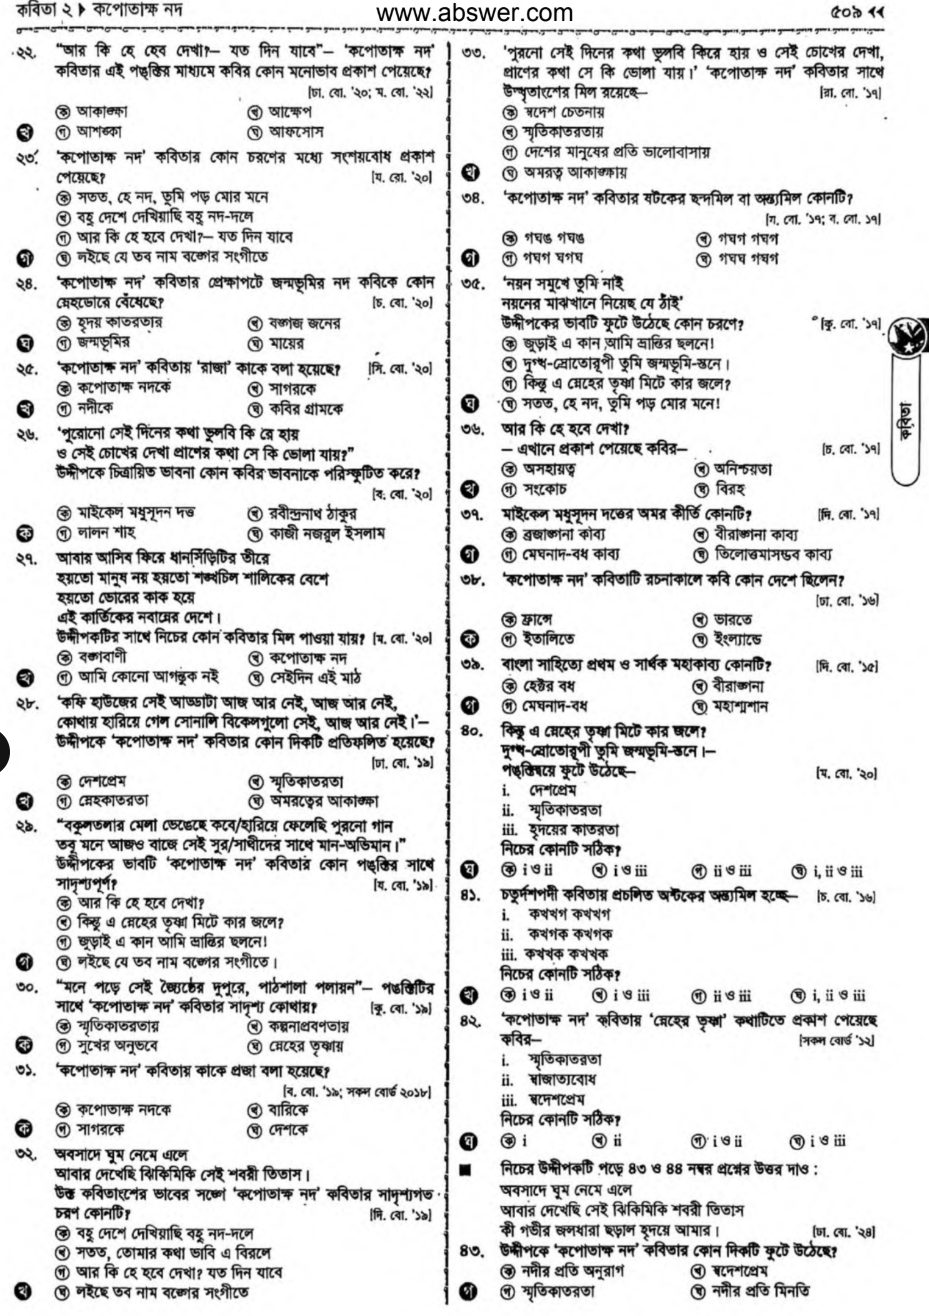 কবিতা ২ ▶ কপোতাক্ষ নদ
www.abswer.com
৫০৯ ◀◀
২২. “আর কি হে হেব দেখা?— যত দিন যাবে”— ‘কপোতাক্ষ নদ’
কবিতার এই পঙ্‌ক্তির মাধ্যমে কবির কোন মনোভাব প্রকাশ পেয়েছে?
[ঢা. বো. '২০; ম. বো. '২২]
ক আকাঙ্ক্ষা খ আক্ষেপ
খ গ আশঙ্কা ঘ আফসোস
২৩. ‘কপোতাক্ষ নদ’ কবিতার কোন চরণের মধ্যে সংশয়বোধ প্রকাশ
পেয়েছে? [য. বো. '২০]
ক সতত, হে নদ, তুমি পড় মোর মনে
খ বহু দেশে দেখিয়াছি বহু নদ-দলে
গ আর কি হে হবে দেখা?— যত দিন যাবে
গ ঘ লইছে যে তব নাম বঙ্গের সংগীতে
২৪. ‘কপোতাক্ষ নদ’ কবিতার প্রেক্ষাপটে জন্মভূমির নদ কবিকে কোন
স্নেহডোরে বেঁধেছে? [চ. বো. '২০]
ক হৃদয় কাতরতার খ বঙ্গজ জনের
ঘ গ জন্মভূমির ঘ মায়ের
২৫. ‘কপোতাক্ষ নদ’ কবিতায় ‘রাজা’ কাকে বলা হয়েছে? [সি. বো. '২০]
ক কপোতাক্ষ নদকে খ সাগরকে
খ গ নদীকে ঘ কবির গ্রামকে
২৬. ‘পুরোনো সেই দিনের কথা ভুলবি কি রে হায়
ও সেই চোখের দেখা প্রাণের কথা সে কি ভোলা যায়?”
উদ্দীপকে চিত্রায়িত ভাবনা কোন কবির ভাবনাকে পরিস্ফুটিত করে?
[ব. বো. '২০]
ক মাইকেল মধুসূদন দত্ত খ রবীন্দ্রনাথ ঠাকুর
ক গ লালন শাহ ঘ কাজী নজরুল ইসলাম
২৭. আবার আসিব ফিরে ধানসিঁড়িটির তীরে
হয়তো মানুষ নয় হয়তো শঙ্খচিল শালিকের বেশে
হয়তো ভোরের কাক হয়ে
এই কার্তিকের নবান্নের দেশে।
উদ্দীপকটির সাথে নিচের কোন কবিতার মিল পাওয়া যায়? [ম. বো. '২০]
ক বঙ্গবাণী খ কপোতাক্ষ নদ
খ গ আমি কোনো আগন্তুক নই ঘ সেইদিন এই মাঠ
২৮. ‘কফি হাউজের সেই আড্ডাটা আজ আর নেই, আজ আর নেই,
কোথায় হারিয়ে গেল সোনালি বিকেলগুলো সেই, আজ আর নেই।’—
উদ্দীপকে ‘কপোতাক্ষ নদ’ কবিতার কোন দিকটি প্রতিফলিত হয়েছে?
[ঢা. বো. '১৯]
ক দেশপ্রেম খ স্মৃতিকাতরতা
খ গ স্নেহকাতরতা ঘ অমরত্বের আকাঙ্ক্ষা
২৯. “বকুলতলার মেলা ভেঙেছে কবে/হারিয়ে ফেলেছি পুরনো গান
তবু মনে আজও বাজে সেই সুর/সাথীদের সাথে মান-অভিমান।”
উদ্দীপকের ভাবটি ‘কপোতাক্ষ নদ’ কবিতার কোন পঙ্‌ক্তির সাথে
সাদৃশ্যপূর্ণ? [য. বো. '১৯]
ক আর কি হে হবে দেখা?
খ কিন্তু এ স্নেহের তৃষ্ণা মিটে কার জলে?
গ জুড়াই এ কান আমি ভ্রান্তির ছলনে!
গ ঘ লইছে যে তব নাম বঙ্গের সংগীতে।
৩০. “মনে পড়ে সেই জ্যৈষ্ঠের দুপুরে, পাঠশালা পলায়ন”— পঙ্‌ক্তিটির
সাথে ‘কপোতাক্ষ নদ’ কবিতার সাদৃশ্য কোথায়? [কু. বো. '১৯]
ক স্মৃতিকাতরতায় খ কল্পনাপ্রবণতায়
ক গ সুখের অনুভবে ঘ স্নেহের তৃষ্ণায়
৩১. ‘কপোতাক্ষ নদ’ কবিতায় কাকে প্রজা বলা হয়েছে?
[ব. বো. '১৯; সকল বোর্ড ২০১৮]
ক কপোতাক্ষ নদকে খ বারিকে
ক গ সাগরকে ঘ দেশকে
৩২. অবসাদে ঘুম নেমে এলে
আবার দেখেছি ঝিকিমিকি সেই শবরী তিতাস।
উক্ত কবিতাংশের ভাবের সঙ্গে ‘কপোতাক্ষ নদ’ কবিতার সাদৃশ্যগত
চরণ কোনটি? [দি. বো. '১৯]
ক বহু দেশে দেখিয়াছি বহু নদ-দলে
খ সতত, তোমার কথা ভাবি এ বিরলে
গ আর কি হে হবে দেখা? যত দিন যাবে
খ ঘ লইছে তব নাম বঙ্গের সংগীতে
৩৩. ‘পুরনো সেই দিনের কথা ভুলবি কিরে হায় ও সেই চোখের দেখা,
প্রাণের কথা সে কি ভোলা যায়।’ ‘কপোতাক্ষ নদ’ কবিতার সাথে
উদ্ধৃতাংশের মিল রয়েছে— [রা. বো. '১৭]
ক স্বদেশ চেতনায়
খ স্মৃতিকাতরতায়
গ দেশের মানুষের প্রতি ভালোবাসায়
খ ঘ অমরত্ব আকাঙ্ক্ষায়
৩৪. ‘কপোতাক্ষ নদ’ কবিতার ষটকের ছন্দমিল বা অন্ত্যমিল কোনটি?
[য. বো. '১৭; ব. বো. ১৭]
ক গঘঙ গঘঙ খ গঘগ গঘগ
গ গ গঘগ ঘগঘ ঘ গঘঘ গঘগ
৩৫. ‘নয়ন সমুখে তুমি নাই
নয়নের মাঝখানে নিয়েছ যে ঠাঁই’
উদ্দীপকের ভাবটি ফুটে উঠেছে কোন চরণে? [কু. বো. '১৭]
ক জুড়াই এ কান আমি ভ্রান্তির ছলনে!
খ দুগ্ধ-স্রোতোরূপী তুমি জন্মভূমি-স্তনে।
গ কিন্তু এ স্নেহের তৃষ্ণা মিটে কার জলে?
ঘ ঘ সতত, হে নদ, তুমি পড় মোর মনে!
৩৬. আর কি হে হবে দেখা?
— এখানে প্রকাশ পেয়েছে কবির— [চ. বো. '১৭]
ক অসহায়ত্ব খ অনিশ্চয়তা
খ গ সংকোচ ঘ বিরহ
৩৭. মাইকেল মধুসূদন দত্তের অমর কীর্তি কোনটি? [দি. বো. '১৭]
ক ব্রজাঙ্গনা কাব্য খ বীরাঙ্গনা কাব্য
গ গ মেঘনাদ-বধ কাব্য ঘ তিলোত্তমাসম্ভব কাব্য
৩৮. ‘কপোতাক্ষ নদ’ কবিতাটি রচনাকালে কবি কোন দেশে ছিলেন?
[ঢা. বো. '১৬]
ক ফ্রান্সে খ ভারতে
ক গ ইতালিতে ঘ ইংল্যান্ডে
৩৯. বাংলা সাহিত্যে প্রথম ও সার্থক মহাকাব্য কোনটি? [দি. বো. '১৫]
ক হেক্টর বধ খ বীরাঙ্গনা
গ গ মেঘনাদ-বধ ঘ মহাশ্মশান
৪০. কিন্তু এ স্নেহের তৃষ্ণা মিটে কার জলে?
দুগ্ধ-স্রোতোরূপী তুমি জন্মভূমি-স্তনে।—
পঙ্‌ক্তিদ্বয়ে ফুটে উঠেছে— [ম. বো. '২০]
i. দেশপ্রেম
ii. স্মৃতিকাতরতা
iii. হৃদয়ের কাতরতা
নিচের কোনটি সঠিক?
ঘ ক i ও ii খ i ও iii গ ii ও iii ঘ i, ii ও iii
৪১. চতুর্দশপদী কবিতায় প্রচলিত অষ্টকের অন্ত্যমিল হচ্ছে— [চ. বো. '১৬]
i. কখখগ কখখগ
ii. কখগক কখগক
iii. কখখক কখখক
নিচের কোনটি সঠিক?
খ ক i ও ii খ i ও iii গ ii ও iii ঘ i, ii ও iii
৪২. ‘কপোতাক্ষ নদ’ কবিতায় ‘স্নেহের তৃষ্ণা’ কথাটিতে প্রকাশ পেয়েছে
কবির— [সকল বোর্ড '১২]
i. স্মৃতিকাতরতা
ii. স্বাজাত্যবোধ
iii. স্বদেশপ্রেম
নিচের কোনটি সঠিক?
ঘ ক i খ ii গ i ও ii ঘ i ও iii
■ নিচের উদ্দীপকটি পড়ে ৪৩ ও ৪৪ নম্বর প্রশ্নের উত্তর দাও :
অবসাদে ঘুম নেমে এলে
আবার দেখেছি সেই ঝিকিমিকি শবরী তিতাস
কী গভীর জলধারা ছড়াল হৃদয়ে আমার। [ঢা. বো. '২৪]
৪৩. উদ্দীপকে ‘কপোতাক্ষ নদ’ কবিতার কোন দিকটি ফুটে উঠেছে?
ক নদীর প্রতি অনুরাগ খ স্বদেশপ্রেম
গ গ স্মৃতিকাতরতা ঘ নদীর প্রতি মিনতি
কবিতা